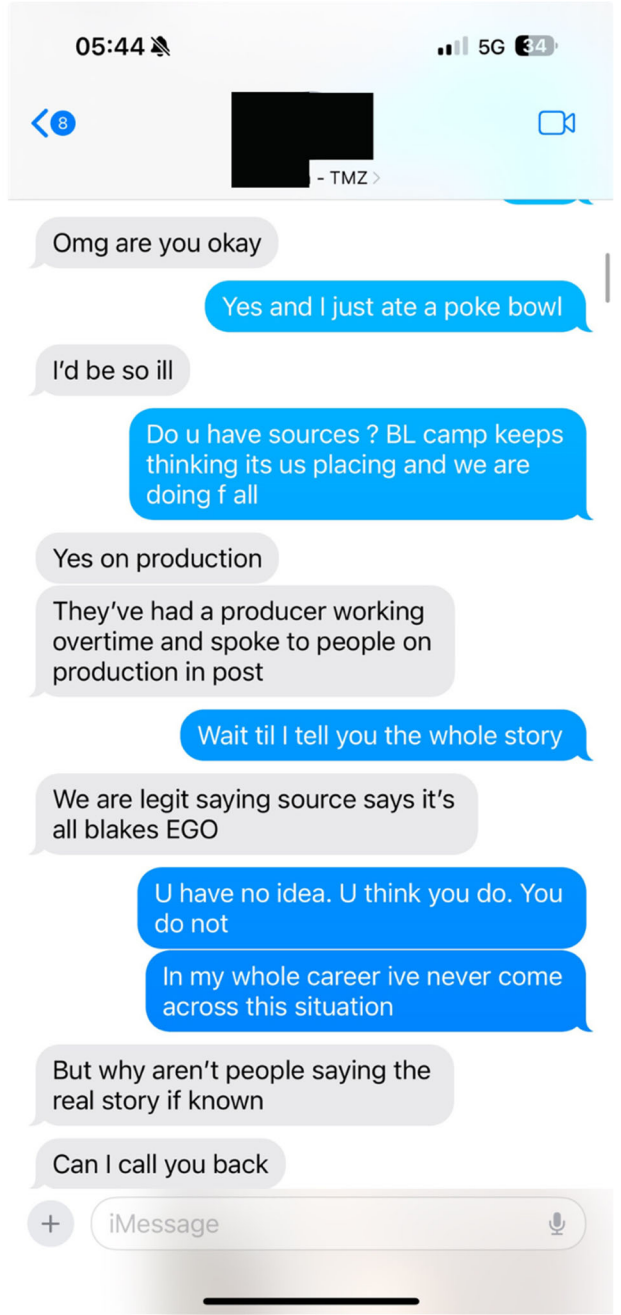 05:44
5G 34
8
- TMZ
Omg are you okay
Yes and I just ate a poke bowl
I'd be so ill
Do u have sources ? BL camp keeps
thinking its us placing and we are
doing f all
Yes on production
They've had a producer working
overtime and spoke to people on
production in post
Wait til I tell you the whole story
We are legit saying source says it's
all blakes EGO
U have no idea. U think you do. You
do not
In my whole career ive never come
across this situation
But why aren't people saying the
real story if known
Can I call you back
iMessage